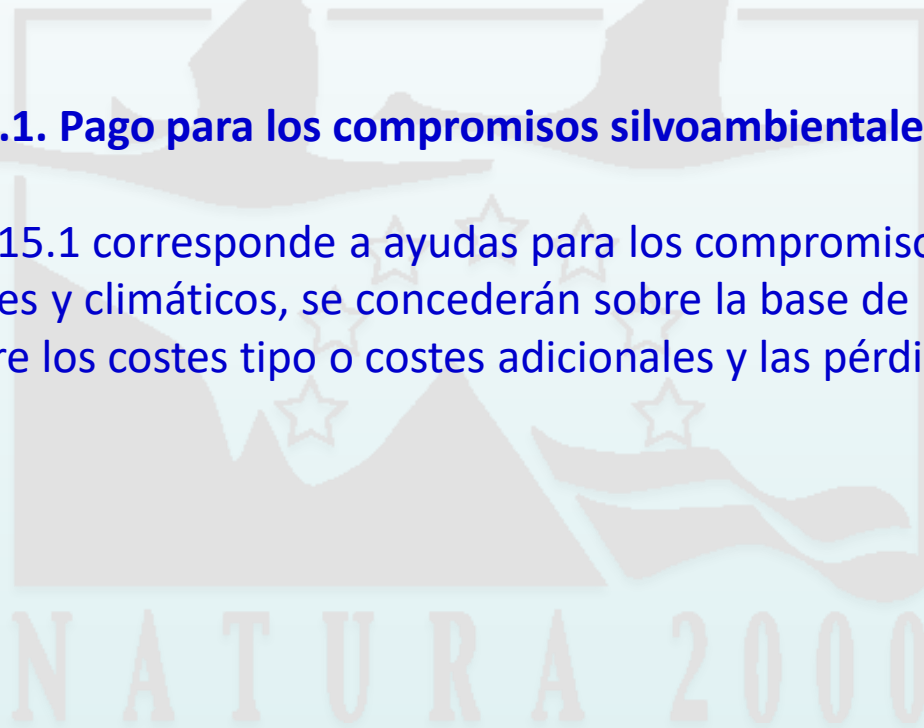 .1. Pago para los compromisos silvoambientale
15.1 corresponde a ayudas para los compromiso
es y climáticos, se concederán sobre la base de
re los costes tipo o costes adicionales y las pérdi
NATURA 2000